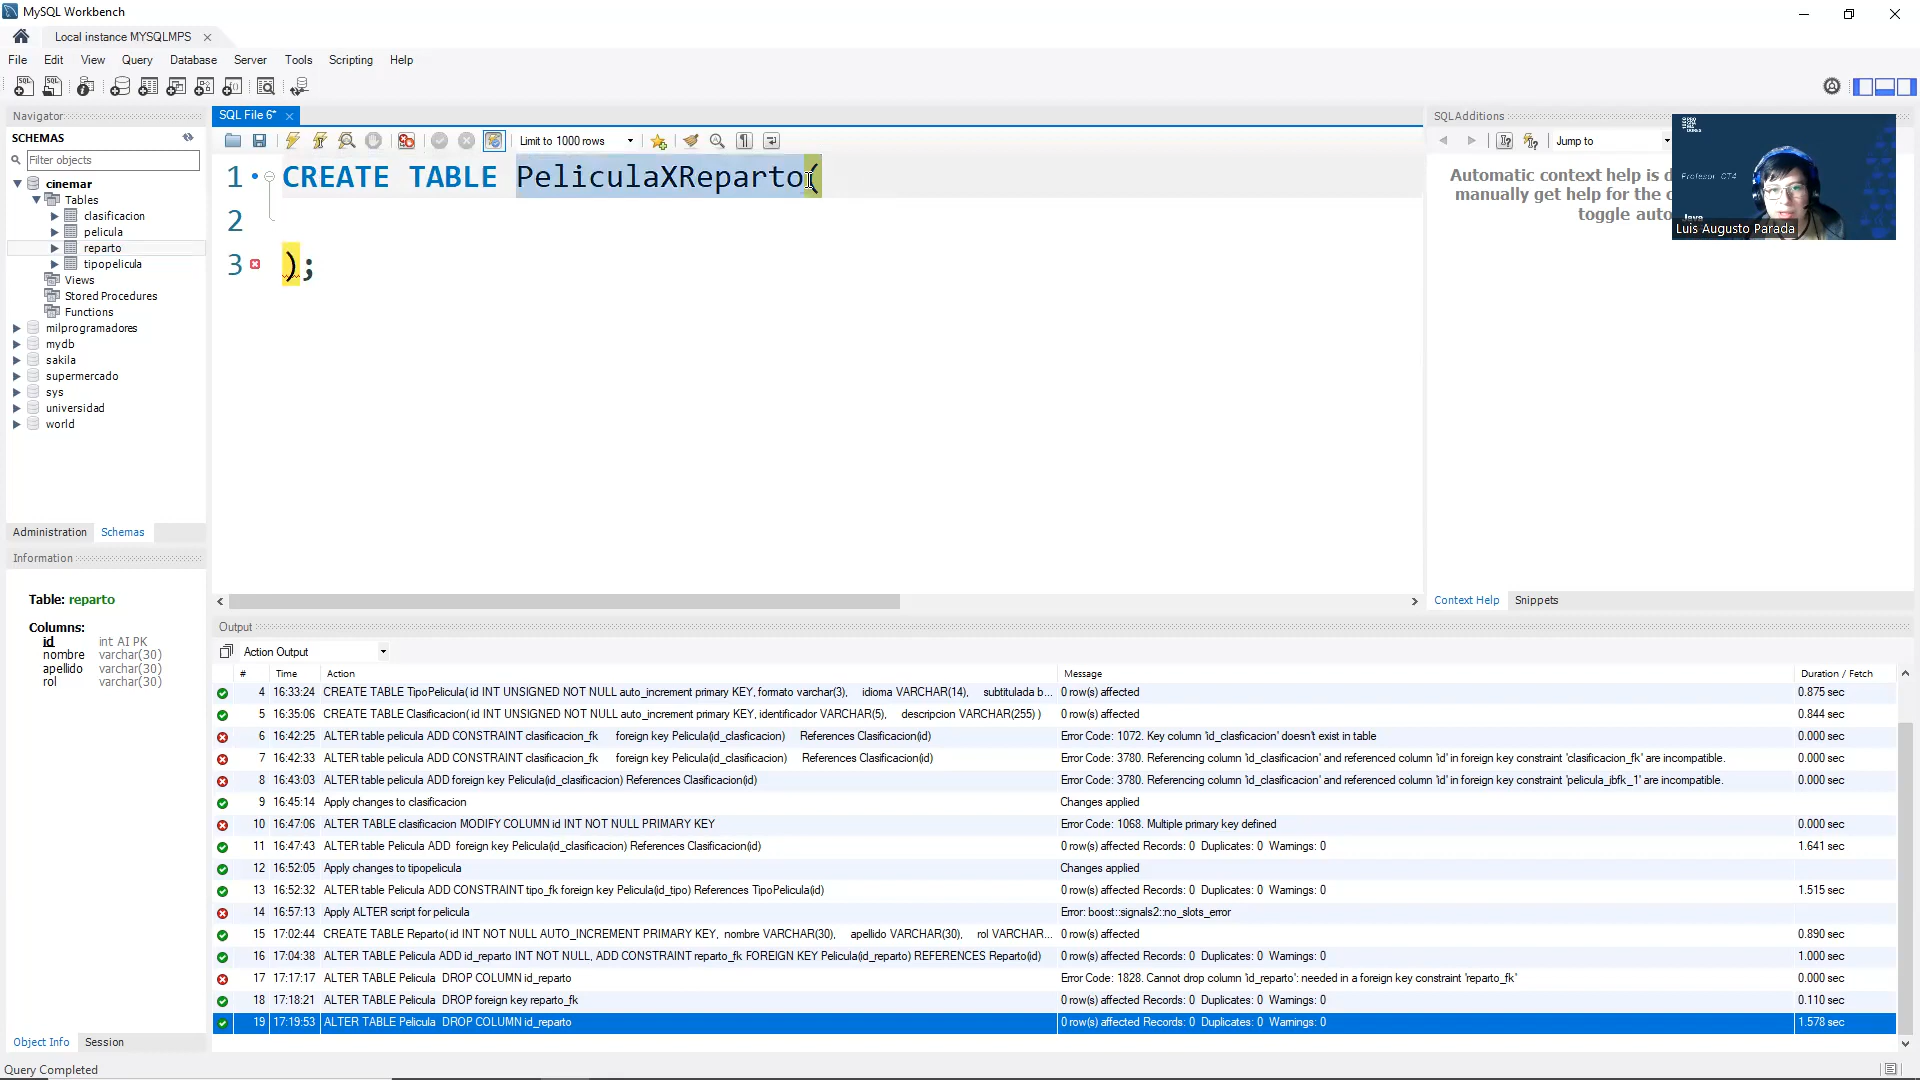 MySQL Workbench
Local instance MYSQLMPS
File Edit View Query Database Server Tools Scripting Help
Navigator
SCHEMAS
Filter objects
cinemar
Tables
clasificacion
pelicula
reparto
tipopelicula
Views
Stored Procedures
Functions
milprogramadores
mydb
sakila
supermercado
sys
universidad
world
Administration Schemas
Information
Table: reparto
Columns:
id int AI PK
nombre varchar(30)
apellido varchar(30)
rol varchar(30)
Object Info Session
Query Completed
SQL File 6*
Limit to 1000 rows
1 CREATE TABLE PeliculaXReparto(
2
3 );
SQLAdditions
Jump to
Automatic context help is d
manually get help for the c
toggle auto
Profesor CT4
Java
Luis Augusto Parada
Context Help Snippets
Output
Action Output
# Time Action Message Duration / Fetch
4 16:33:24 CREATE TABLE TipoPelicula( id INT UNSIGNED NOT NULL auto_increment primary KEY, formato varchar(3), idioma VARCHAR(14), subtitulada b... 0 row(s) affected 0.875 sec
5 16:35:06 CREATE TABLE Clasificacion( id INT UNSIGNED NOT NULL auto_increment primary KEY, identificador VARCHAR(5), descripcion VARCHAR(255) ) 0 row(s) affected 0.844 sec
6 16:42:25 ALTER table pelicula ADD CONSTRAINT clasificacion_fk foreign key Pelicula(id_clasficacion) References Clasificacion(id) Error Code: 1072. Key column 'id_clasficacion' doesn't exist in table 0.000 sec
7 16:42:33 ALTER table pelicula ADD CONSTRAINT clasificacion_fk foreign key Pelicula(id_clasificacion) References Clasificacion(id) Error Code: 3780. Referencing column 'id_clasificacion' and referenced column 'id' in foreign key constraint 'clasificacion_fk' are incompatible. 0.000 sec
8 16:43:03 ALTER table pelicula ADD foreign key Pelicula(id_clasificacion) References Clasificacion(id) Error Code: 3780. Referencing column 'id_clasificacion' and referenced column 'id' in foreign key constraint 'pelicula_ibfk_1' are incompatible. 0.000 sec
9 16:45:14 Apply changes to clasificacion Changes applied
10 16:47:06 ALTER TABLE clasificacion MODIFY COLUMN id INT NOT NULL PRIMARY KEY Error Code: 1068. Multiple primary key defined 0.000 sec
11 16:47:43 ALTER table Pelicula ADD foreign key Pelicula(id_clasificacion) References Clasificacion(id) 0 row(s) affected Records: 0 Duplicates: 0 Warnings: 0 1.641 sec
12 16:52:05 Apply changes to tipopelicula Changes applied
13 16:52:32 ALTER table Pelicula ADD CONSTRAINT tipo_fk foreign key Pelicula(id_tipo) References TipoPelicula(id) 0 row(s) affected Records: 0 Duplicates: 0 Warnings: 0 1.515 sec
14 16:57:13 Apply ALTER script for pelicula Error: boost::signals2::no_slots_error
15 17:02:44 CREATE TABLE Reparto( id INT NOT NULL AUTO_INCREMENT PRIMARY KEY, nombre VARCHAR(30), apellido VARCHAR(30), rol VARCHAR... 0 row(s) affected 0.890 sec
16 17:04:38 ALTER TABLE Pelicula ADD id_reparto INT NOT NULL, ADD CONSTRAINT reparto_fk FOREIGN KEY Pelicula(id_reparto) REFERENCES Reparto(id) 0 row(s) affected Records: 0 Duplicates: 0 Warnings: 0 1.000 sec
17 17:17:17 ALTER TABLE Pelicula DROP COLUMN id_reparto Error Code: 1828. Cannot drop column 'id_reparto': needed in a foreign key constraint 'reparto_fk' 0.000 sec
18 17:18:21 ALTER TABLE Pelicula DROP foreign key reparto_fk 0 row(s) affected Records: 0 Duplicates: 0 Warnings: 0 0.110 sec
19 17:19:53 ALTER TABLE Pelicula DROP COLUMN id_reparto 0 row(s) affected Records: 0 Duplicates: 0 Warnings: 0 1.578 sec